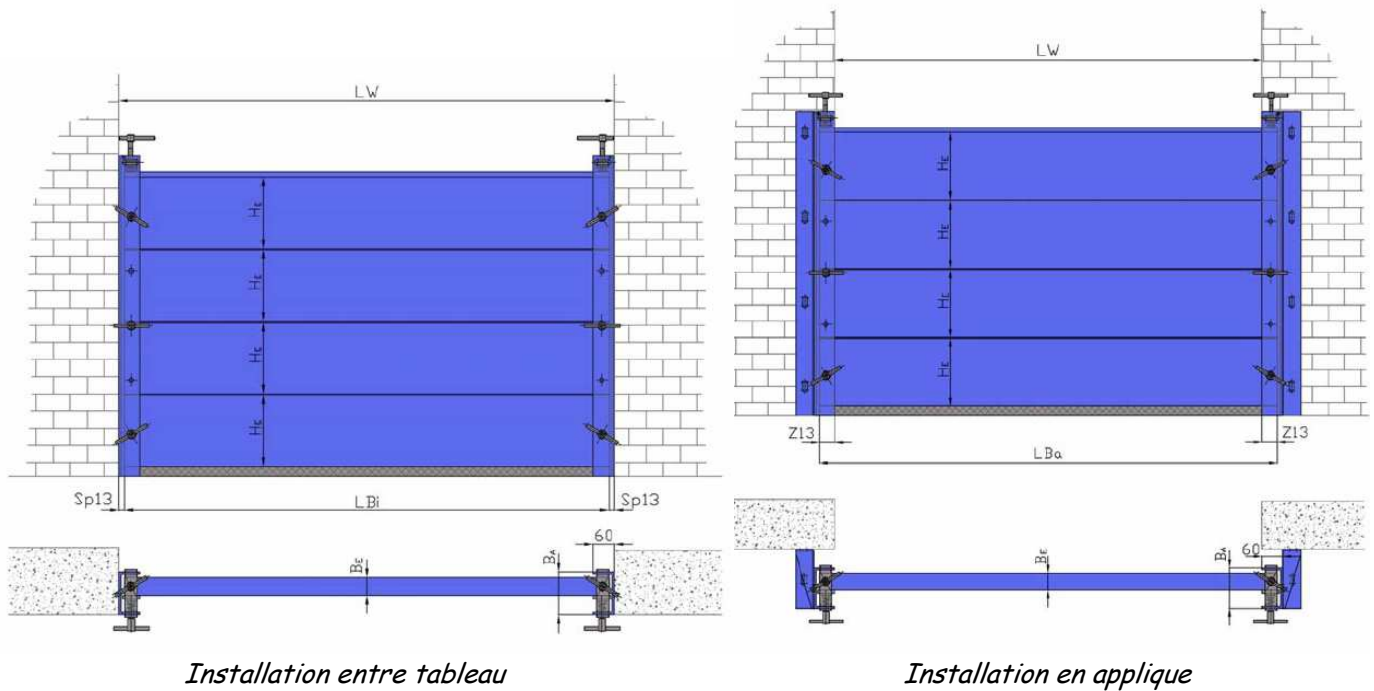 LW
HE
HE
HE
HE
Sp13
LBi
Sp13
60
BE
BA
Installation entre tableau
LW
HE
HE
HE
HE
Z13
Z13
LBa
60
BE
BA
Installation en applique